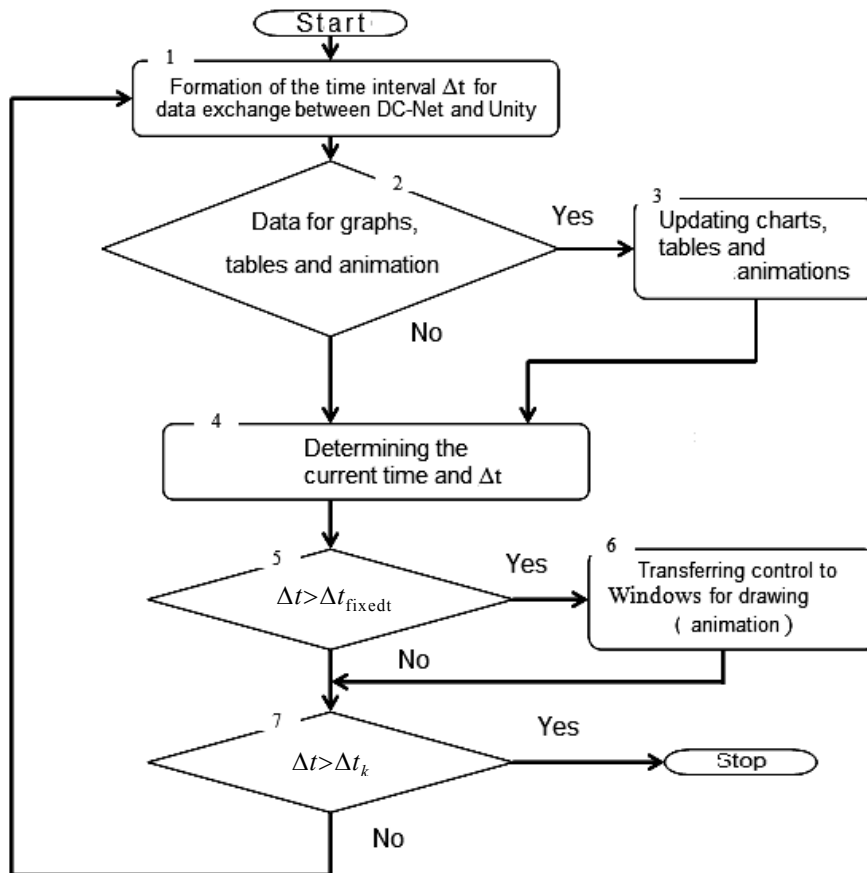 Start
1
Formation of the time interval Δt for
data exchange between DC-Net and Unity
2
Data for graphs,
tables and animation
Yes
No
3
Updating charts,
tables and
.animations
4
Determining the
current time and Δt
5
Δt>Δt_fixedt
Yes
No
6
Transferring control to
Windows for drawing
( animation )
7
Δt>Δt_k
Yes
No
Stop